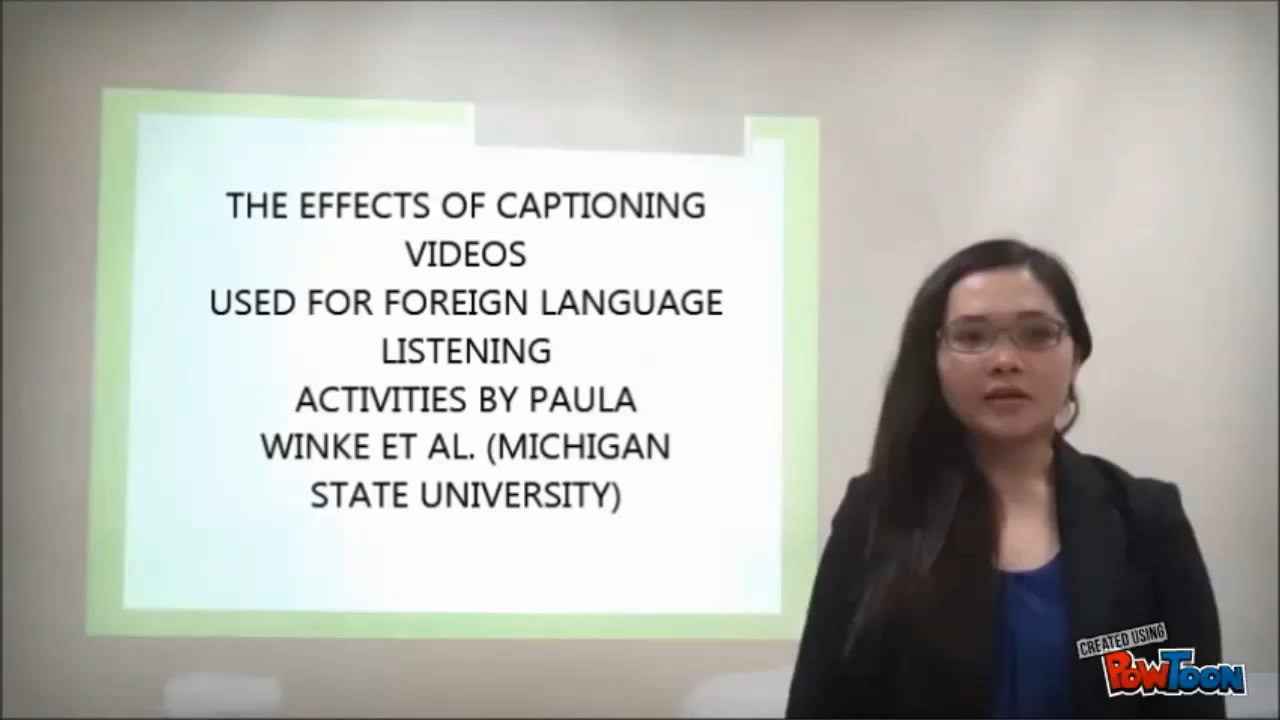 THE EFFECTS OF CAPTIONING
VIDEOS
USED FOR FOREIGN LANGUAGE
LISTENING
ACTIVITIES BY PAULA
WINKE ET AL. (MICHIGAN
STATE UNIVERSITY)
CREATED USING
POWTOON